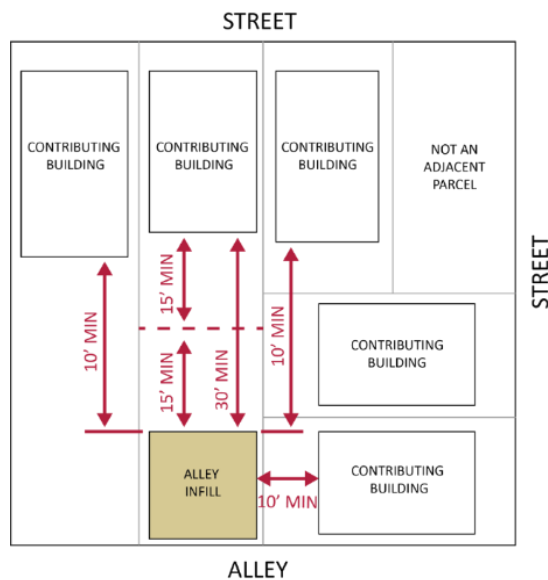 STREET
CONTRIBUTING
BUILDING
CONTRIBUTING
BUILDING
CONTRIBUTING
BUILDING
NOT AN
ADJACENT
PARCEL
STREET
15' MIN
10' MIN
15' MIN
30' MIN
10' MIN
CONTRIBUTING
BUILDING
ALLEY
INFILL
10' MIN
CONTRIBUTING
BUILDING
ALLEY